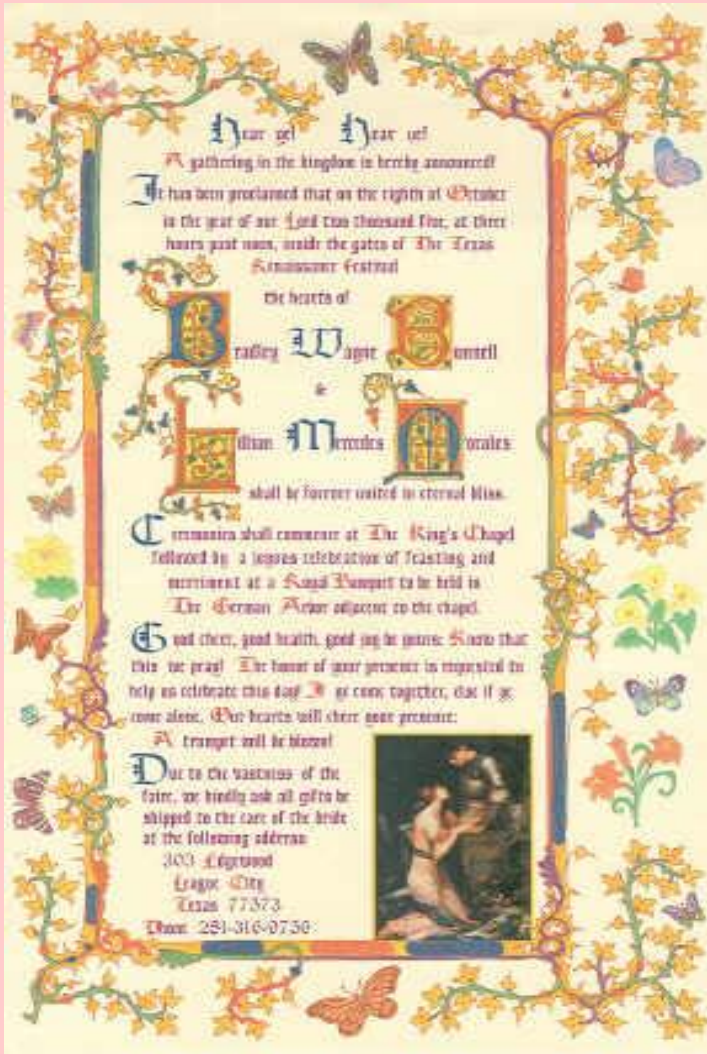 Hear ye! Hear ye!
A gathering in the kingdom is hereby announced!
It has been proclaimed that on the eighth of October
in the year of our Lord two thousand five, at three
hours past noon, inside the gates of The Texas
Renaissance Festival
the hearts of
Bradley Wayne Bonnell
&
Lillian Mercedes Morales
shall be forever united in eternal bliss.
Ceremonies shall commence at The King's Chapel
followed by a joyous celebration of feasting and
merriment at a Royal Banquet to be held in
The German Arbor adjacent to the chapel.
Good cheer, good health, good joy be yours: Know that
this we pray! The honor of your presence is requested to
help us celebrate this day! If ye come together, else if ye
come alone, Our hearts will cheer your presence;
A trumpet will be blown!
Due to the vastness of the
faire, we kindly ask all gifts be
shipped to the care of the bride
at the following address:
303 Edgewood
League City
Texas 77573
Phone 281-316-0736